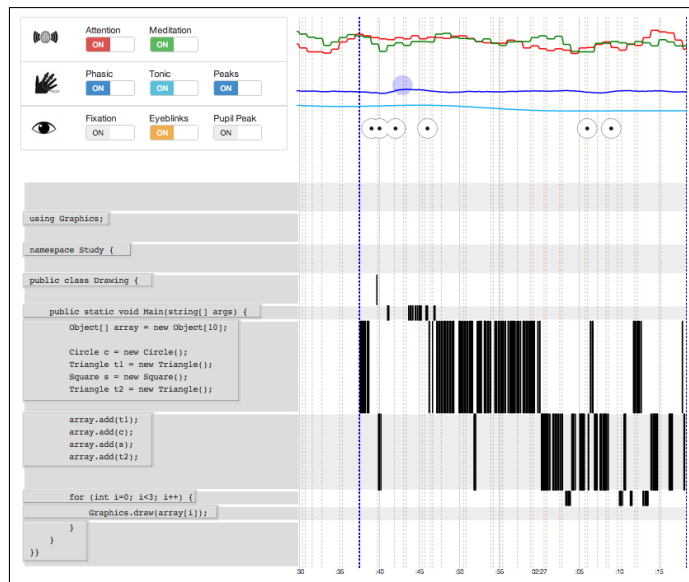 Attention Meditation
ON ON
Phasic Tonic Peaks
ON ON ON
Fixation Eyeblinks Pupil Peak
ON ON ON
using Graphics;
namespace Study {
public class Drawing {
public static void Main(string[] args) {
Object[] array = new Object[10];
Circle c = new Circle();
Triangle t1 = new Triangle();
Square s = new Square();
Triangle t2 = new Triangle();
array.add(t1);
array.add(c);
array.add(s);
array.add(t2);
for (int i=0; i<3; i++) {
Graphics.draw(array[i]);
}
}
}}
:30 :35 :40 :45 :50 :55 02:27 :05 :10 :15